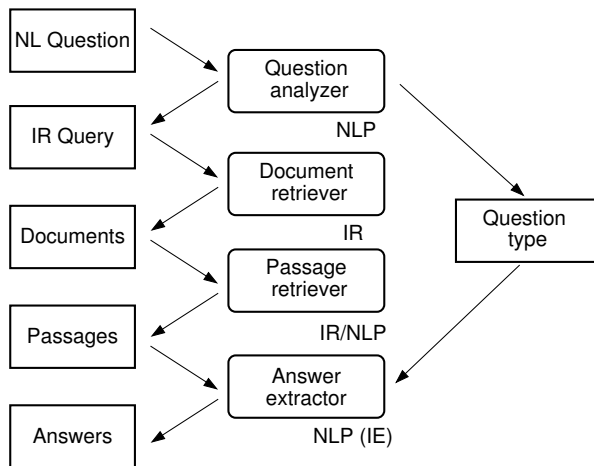 NL Question
Question
analyzer
NLP
IR Query
Document
retriever
IR
Question
type
Documents
Passage
retriever
IR/NLP
Passages
Answer
extractor
NLP (IE)
Answers